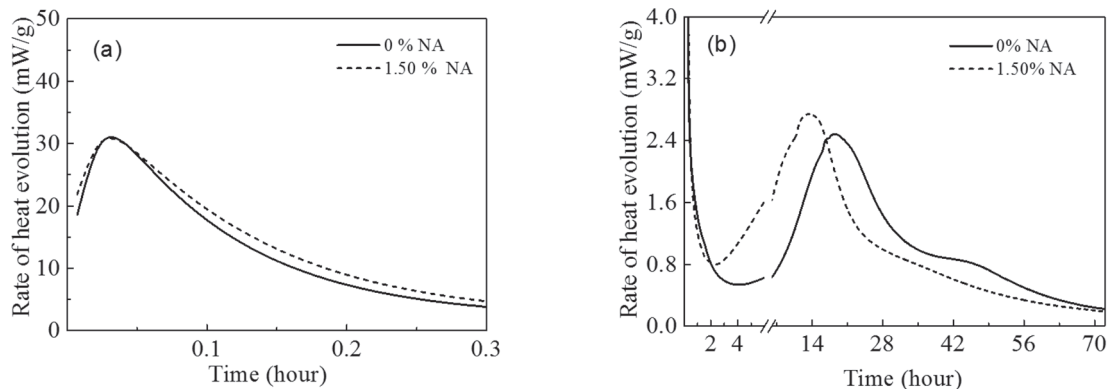 50
40
30
20
10
0
Rate of heat evolution (mW/g)
(a)
0 % NA
1.50 % NA
0.1 0.2 0.3
Time (hour)
4.0
3.2
2.4
1.6
0.8
0.0
Rate of heat evolution (mW/g)
(b)
0% NA
1.50% NA
2 4 14 28 42 56 70
Time (hour)